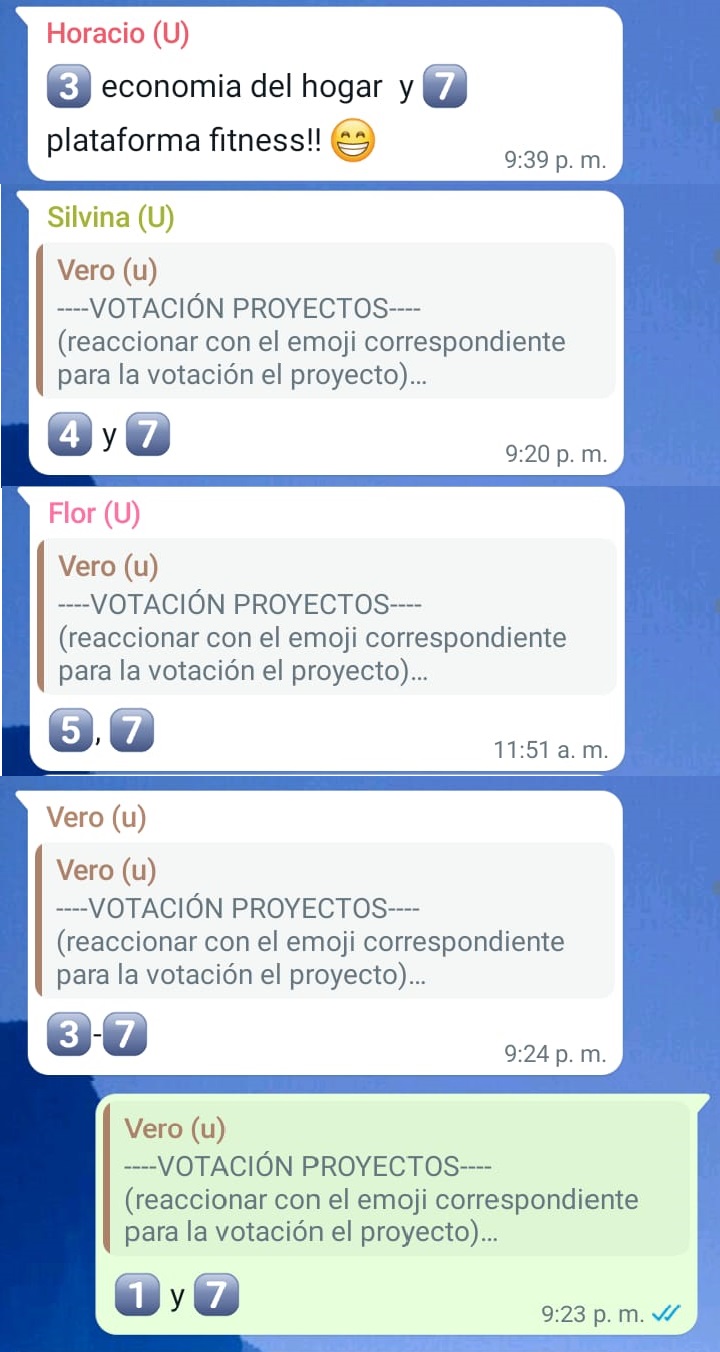 Horacio (U)
3️⃣ economia del hogar y 7️⃣
plataforma fitness!! 😁
9:39 p. m.
Silvina (U)
Vero (u)
----VOTACIÓN PROYECTOS----
(reaccionar con el emoji correspondiente
para la votación el proyecto)...
4️⃣ y 7️⃣
9:20 p. m.
Flor (U)
Vero (u)
----VOTACIÓN PROYECTOS----
(reaccionar con el emoji correspondiente
para la votación el proyecto)...
5️⃣, 7️⃣
11:51 a. m.
Vero (u)
Vero (u)
----VOTACIÓN PROYECTOS----
(reaccionar con el emoji correspondiente
para la votación el proyecto)...
3️⃣-7️⃣
9:24 p. m.
Vero (u)
----VOTACIÓN PROYECTOS----
(reaccionar con el emoji correspondiente
para la votación el proyecto)...
1️⃣ y 7️⃣
9:23 p. m.